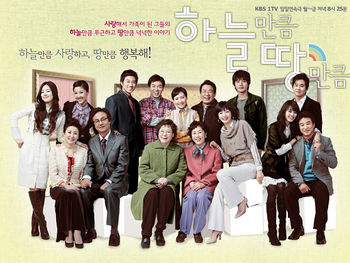 KBS 1TV 일일연속극 월~금 저녁 8시 25분
사랑해서 가족이 된 그들의
하늘만큼 푸근하고 땅만큼 넉넉한 이야기
하늘만큼 사랑하고, 땅만큼 행복해!
하늘만큼
땅만큼